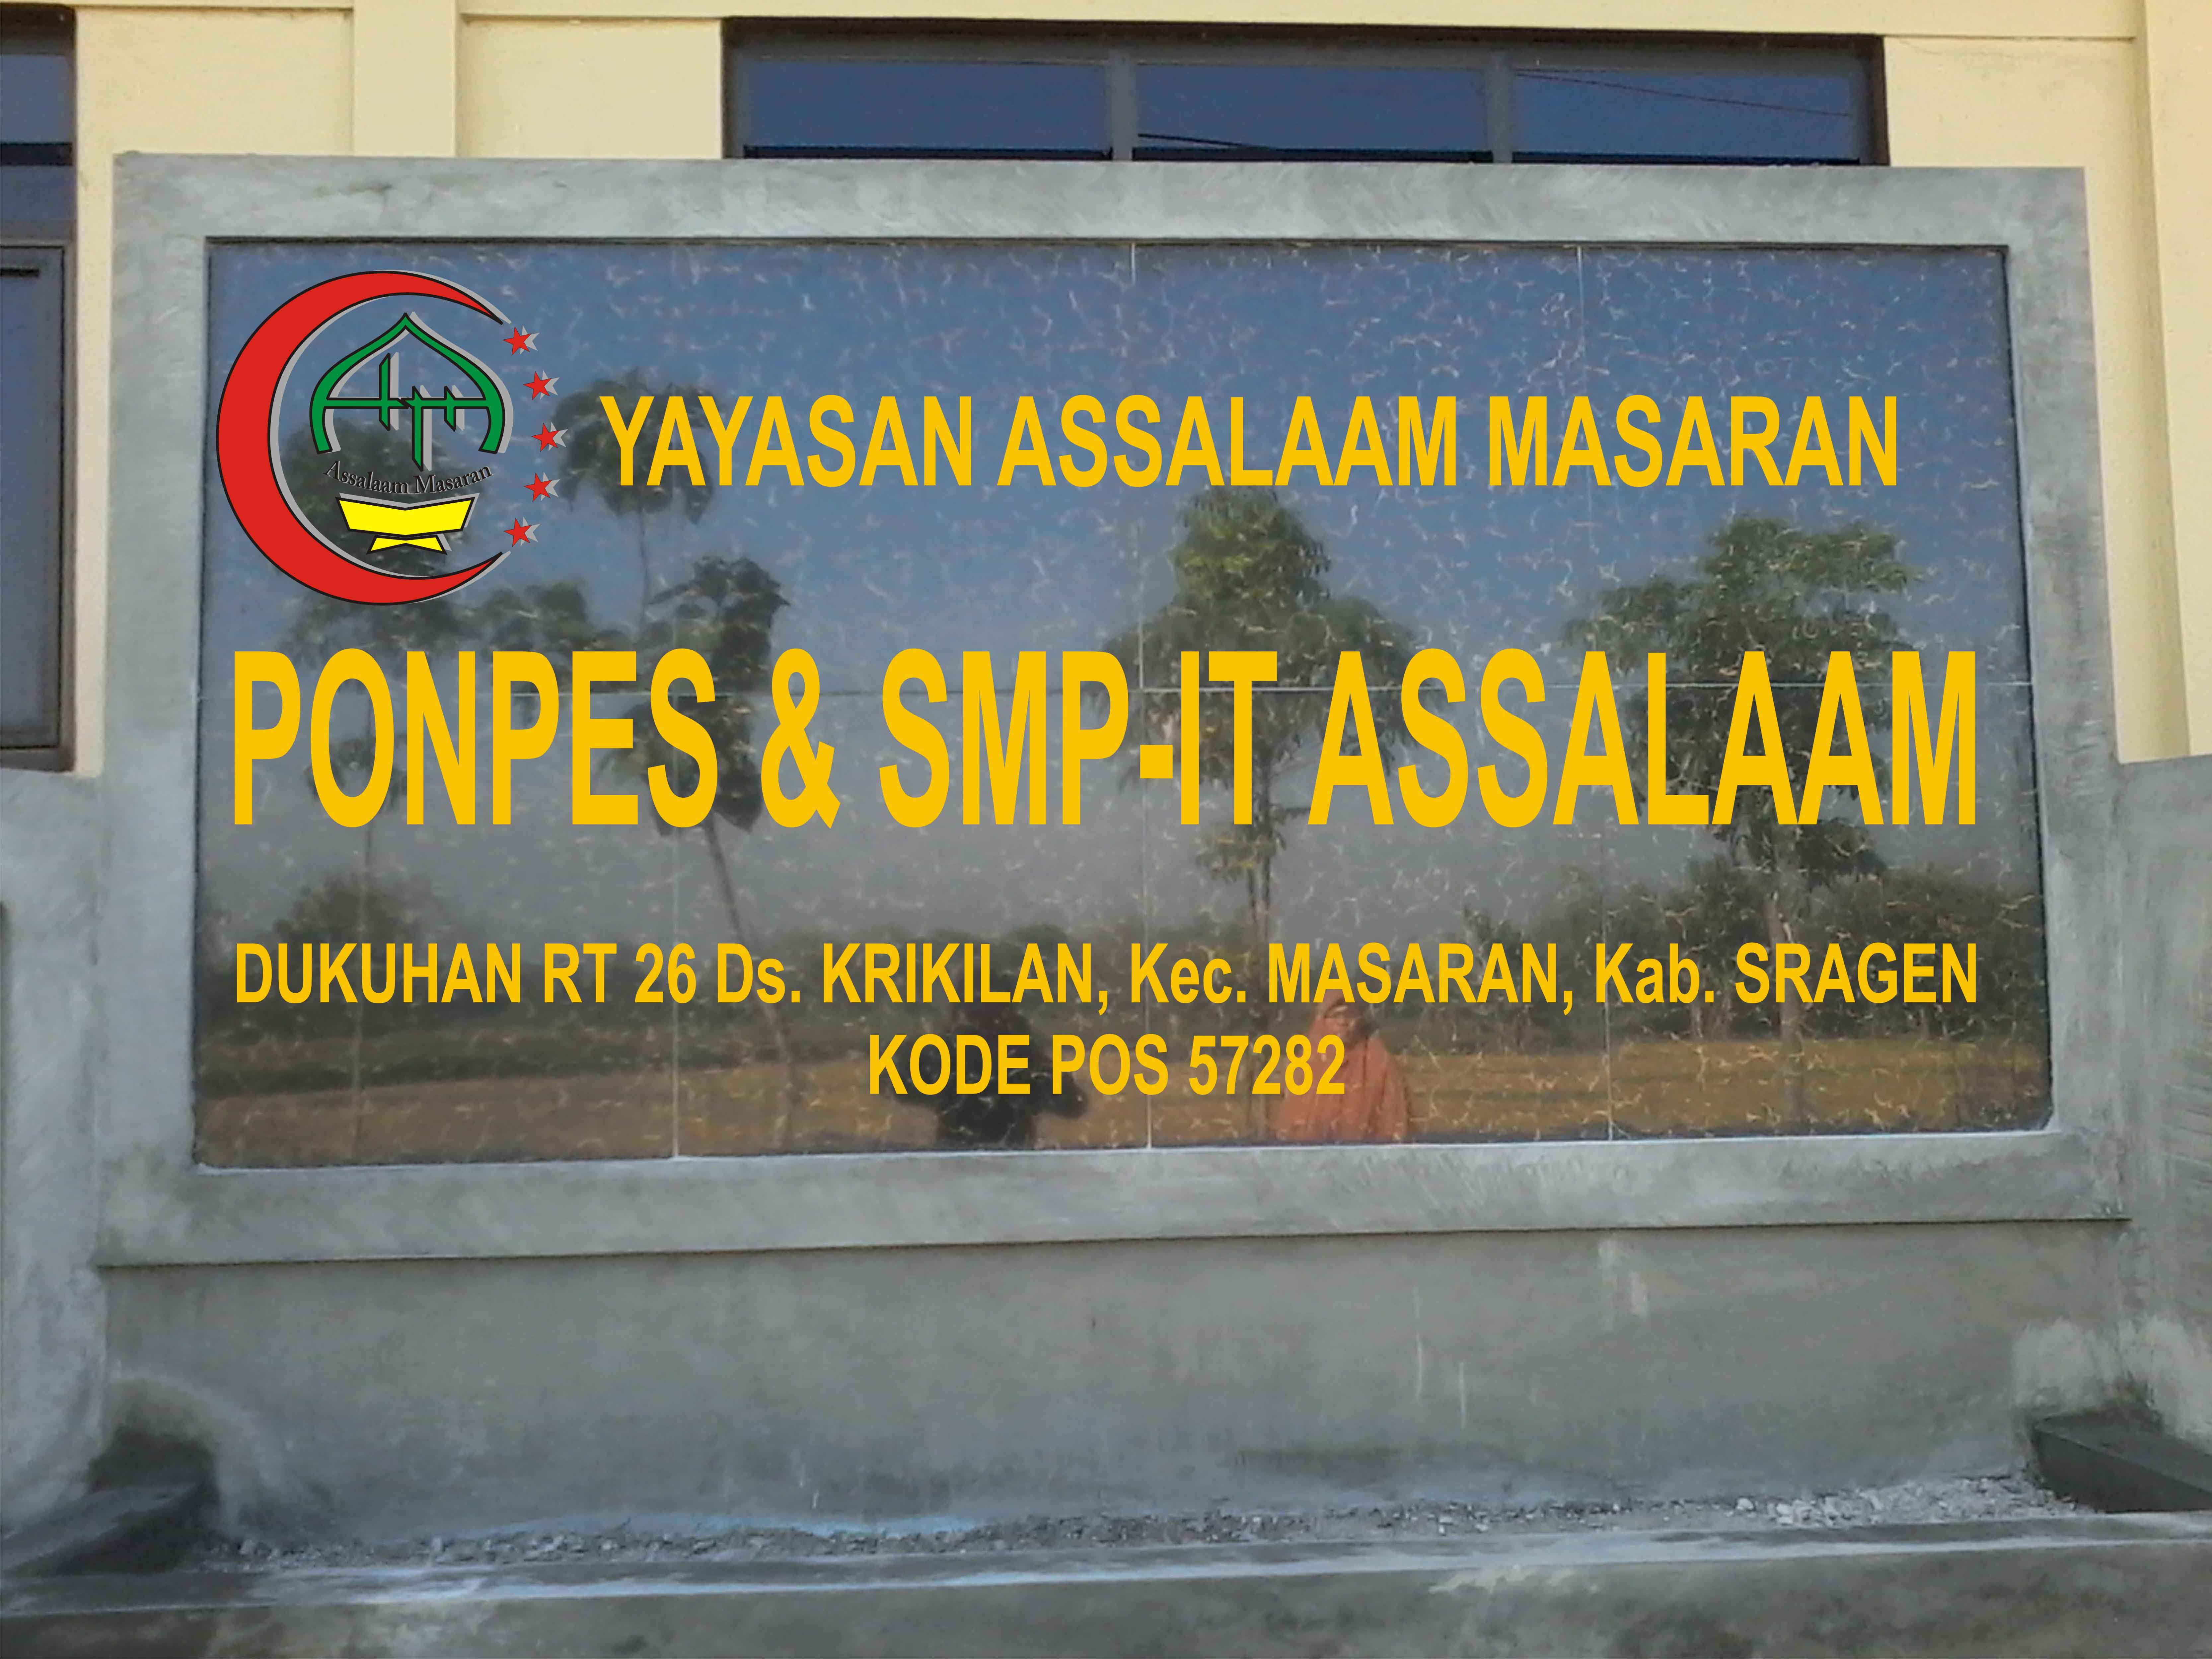 Assalaam Masaran
YAYASAN ASSALAAM MASARAN
PONPES & SMP-IT ASSALAAM
DUKUHAN RT 26 Ds. KRIKILAN, Kec. MASARAN, Kab. SRAGEN
KODE POS 57282